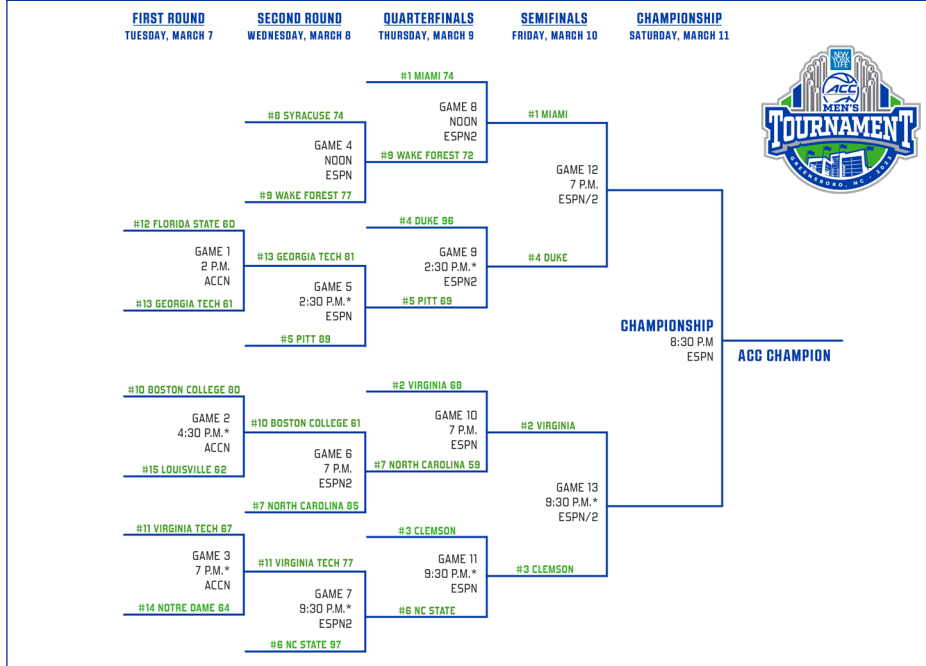 FIRST ROUND
TUESDAY, MARCH 7
SECOND ROUND
WEDNESDAY, MARCH 8
QUARTERFINALS
THURSDAY, MARCH 9
SEMIFINALS
FRIDAY, MARCH 10
CHAMPIONSHIP
SATURDAY, MARCH 11
NEW
YORK
LIFE
ACC
MEN'S
TOURNAMENT
GREENSBORO, NC · 2023
#12 FLORIDA STATE 60
GAME 1
2 P.M.
ACCN
#13 GEORGIA TECH 61
#10 BOSTON COLLEGE 80
GAME 2
4:30 P.M.*
ACCN
#15 LOUISVILLE 62
#11 VIRGINIA TECH 67
GAME 3
7 P.M.*
ACCN
#14 NOTRE DAME 64
#8 SYRACUSE 74
GAME 4
NOON
ESPN
#9 WAKE FOREST 77
#13 GEORGIA TECH 81
GAME 5
2:30 P.M.*
ESPN
#5 PITT 89
#10 BOSTON COLLEGE 61
GAME 6
7 P.M.
ESPN2
#7 NORTH CAROLINA 85
#11 VIRGINIA TECH 77
GAME 7
9:30 P.M.*
ESPN2
#6 NC STATE 97
#1 MIAMI 74
GAME 8
NOON
ESPN2
#9 WAKE FOREST 72
#4 DUKE 96
GAME 9
2:30 P.M.*
ESPN2
#5 PITT 69
#2 VIRGINIA 68
GAME 10
7 P.M.
ESPN
#7 NORTH CAROLINA 59
#3 CLEMSON
GAME 11
9:30 P.M.*
ESPN
#6 NC STATE
#1 MIAMI
GAME 12
7 P.M.
ESPN/2
#4 DUKE
#2 VIRGINIA
GAME 13
9:30 P.M.*
ESPN/2
#3 CLEMSON
CHAMPIONSHIP
8:30 P.M
ESPN
ACC CHAMPION